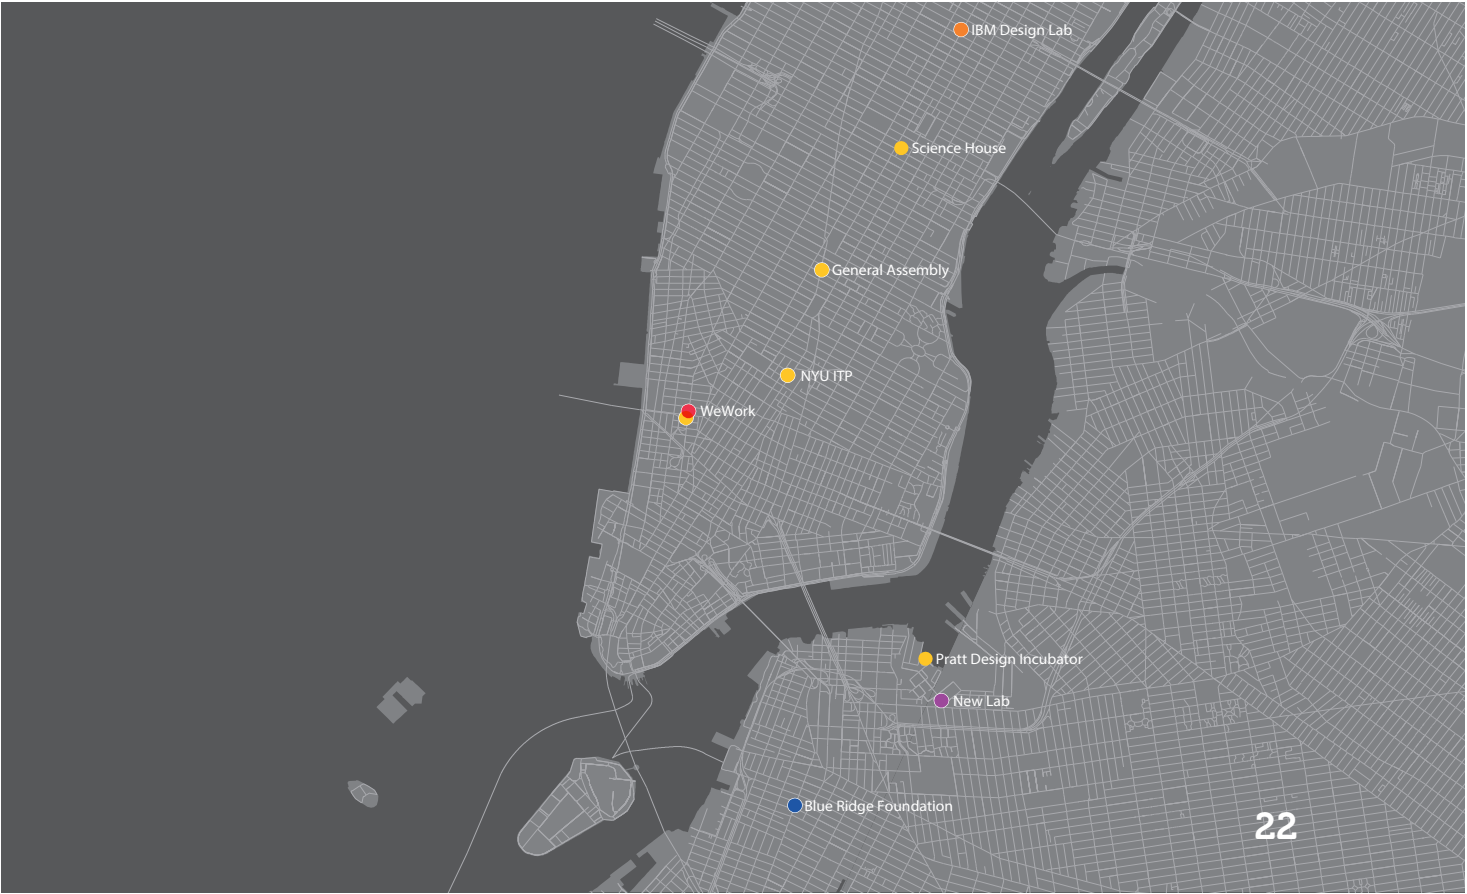 IBM Design Lab
Science House
General Assembly
NYU ITP
WeWork
Pratt Design Incubator
New Lab
Blue Ridge Foundation
22